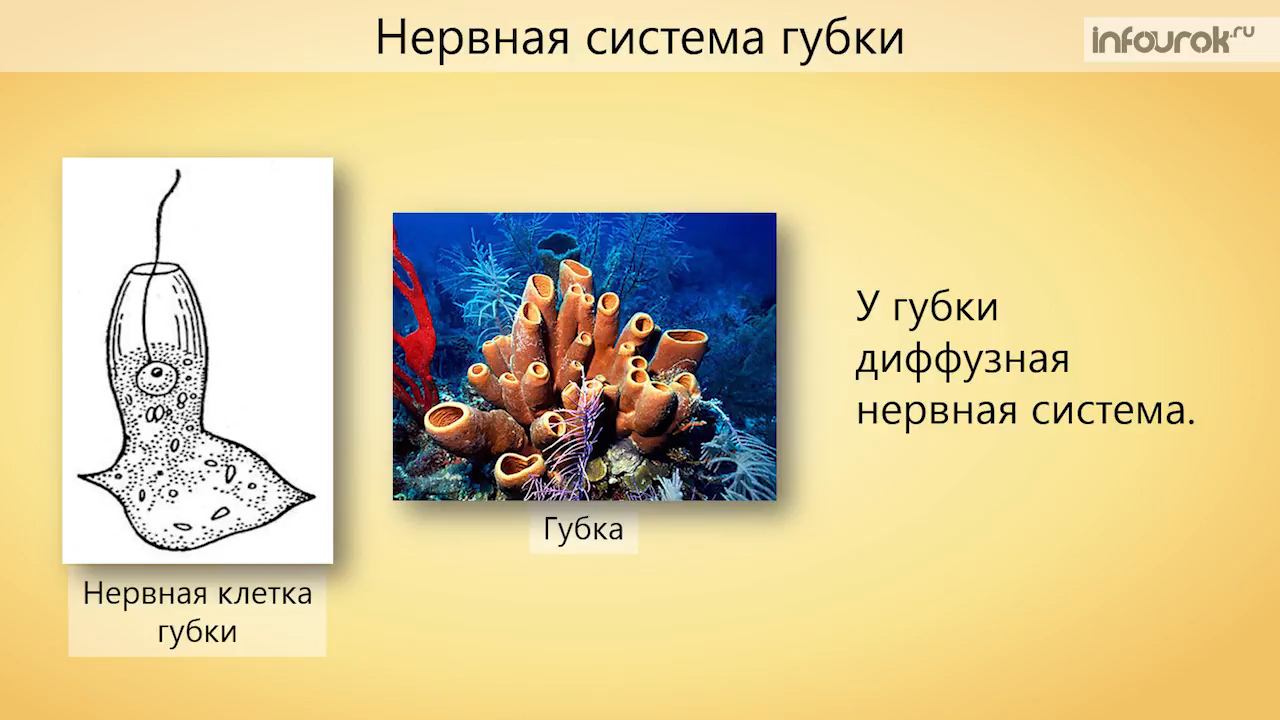 Нервная система губки
infourok.ru
У губки
диффузная
нервная система.
Губка
Нервная клетка
губки